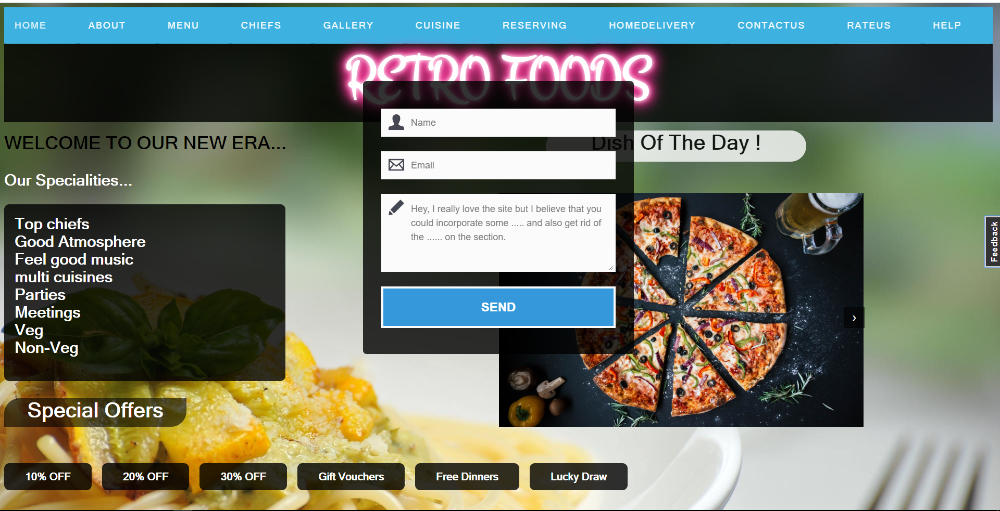 HOME ABOUT MENU CHIEFS GALLERY CUISINE RESERVING HOMEDELIVERY CONTACTUS RATEUS HELP
RETRO FOODS
Name
WELCOME TO OUR NEW ERA...
Dish Of The Day !
Email
Our Specialities...
Hey, I really love the site but I believe that you
could incorporate some ..... and also get rid of
the ...... on the section.
SEND
Top chiefs
Good Atmosphere
Feel good music
multi cuisines
Parties
Meetings
Veg
Non-Veg
Feedback
Special Offers
10% OFF 20% OFF 30% OFF Gift Vouchers Free Dinners Lucky Draw